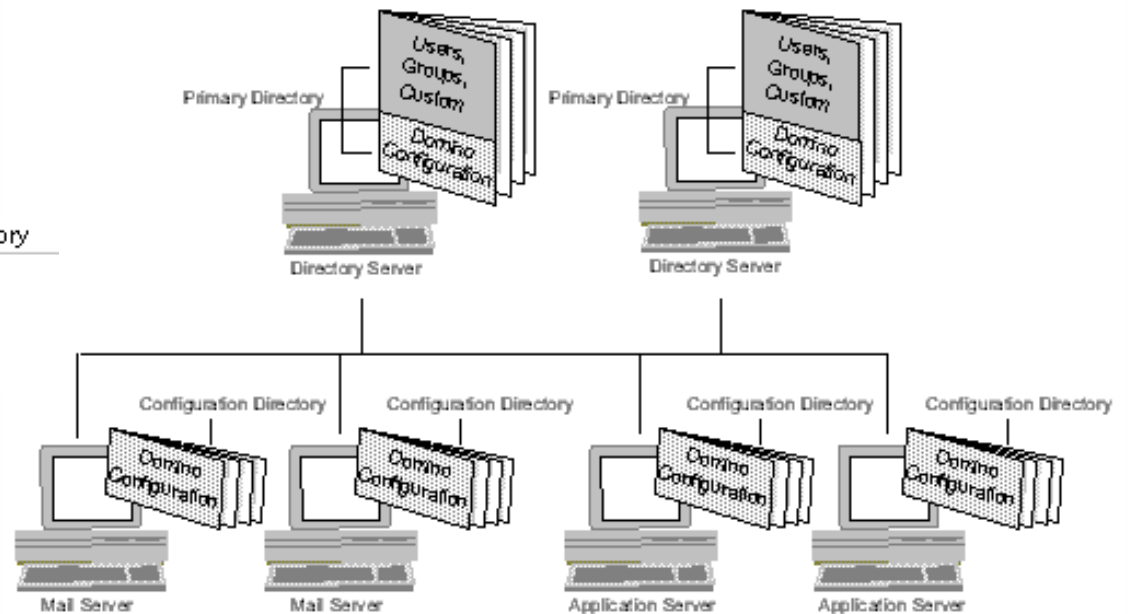 Users,
Groups,
Custom
Domino
Configuration
Primary Directory
Directory Server
Users,
Groups,
Custom
Domino
Configuration
Primary Directory
Directory Server
ory
Configuration Directory
Configuration Directory
Configuration Directory
Configuration Directory
Domino
Configuration
Domino
Configuration
Domino
Configuration
Domino
Configuration
Mail Server
Mail Server
Application Server
Application Server